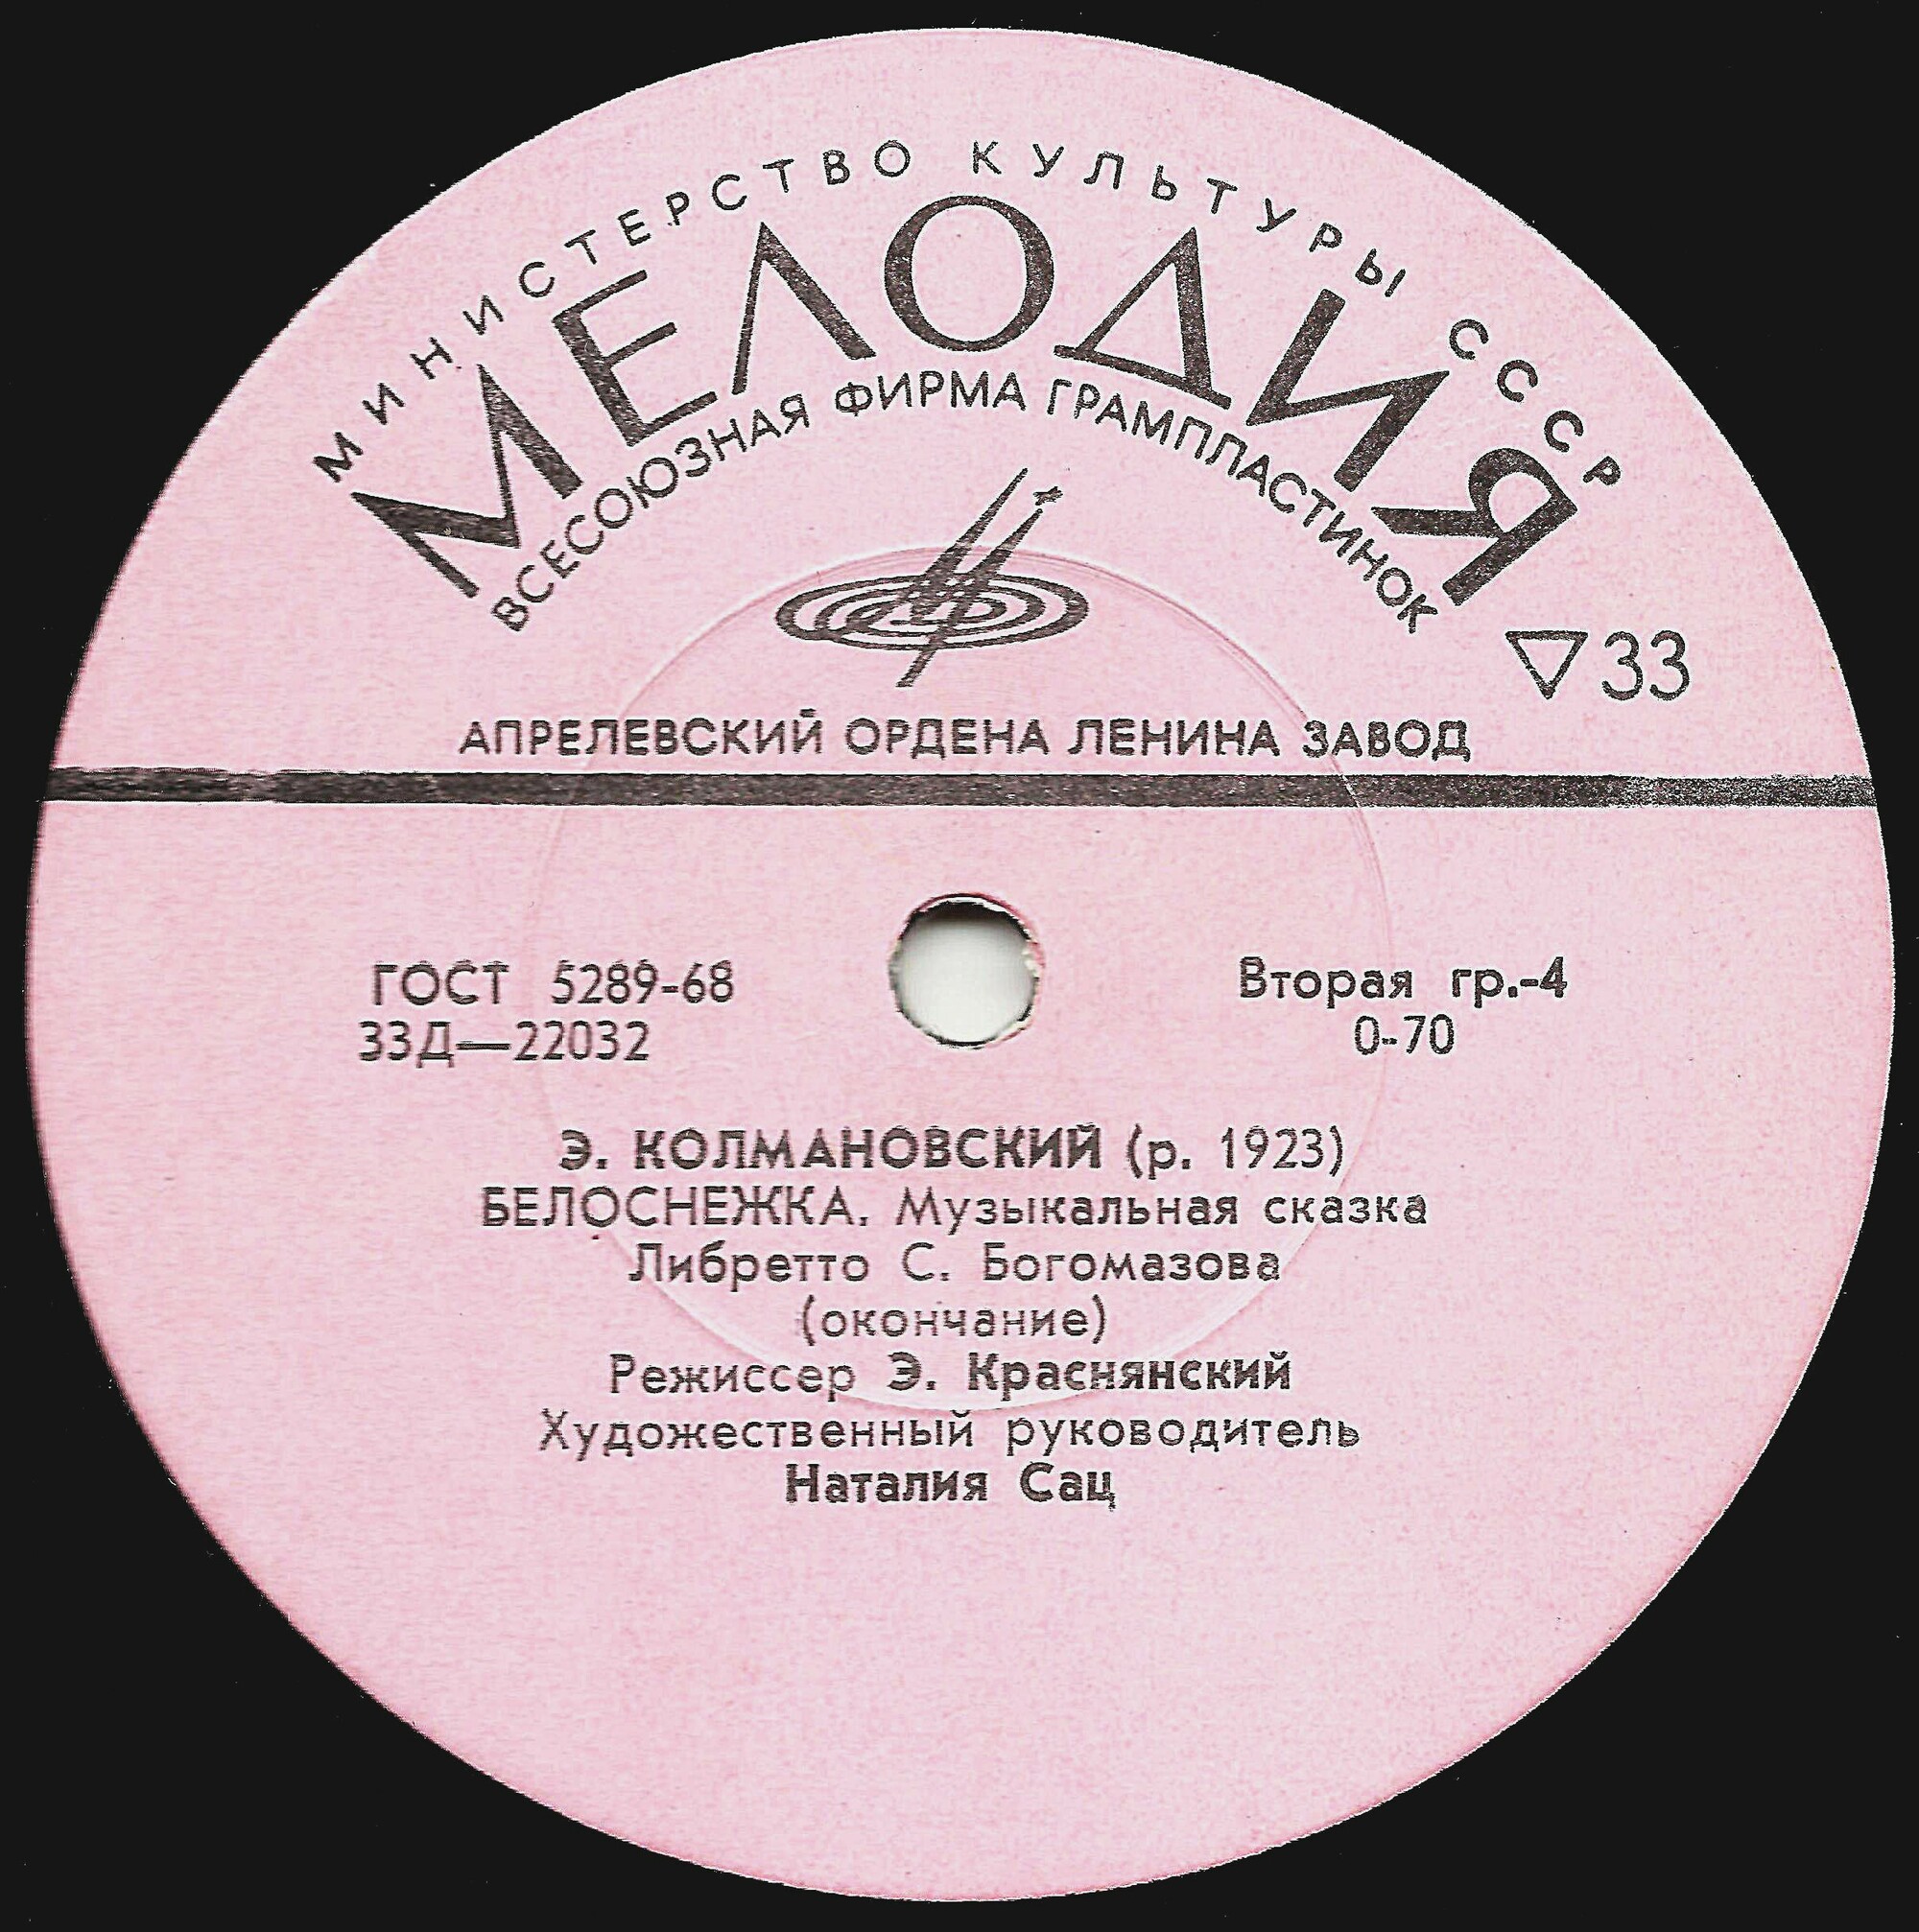 МИНИСТЕРСТВО КУЛЬТУРЫ СССР
МЕЛОДИЯ
ВСЕСОЮЗНАЯ ФИРМА ГРАМПЛАСТИНОК
33
АПРЕЛЕВСКИЙ ОРДЕНА ЛЕНИНА ЗАВОД
ГОСТ 5289-68
33Д—22032
Вторая гр.-4
0-70
Э. КОЛМАНОВСКИЙ (р. 1923)
БЕЛОСНЕЖКА. Музыкальная сказка
Либретто С. Богомазова
(окончание)
Режиссер Э. Краснянский
Художественный руководитель
Наталия Сац